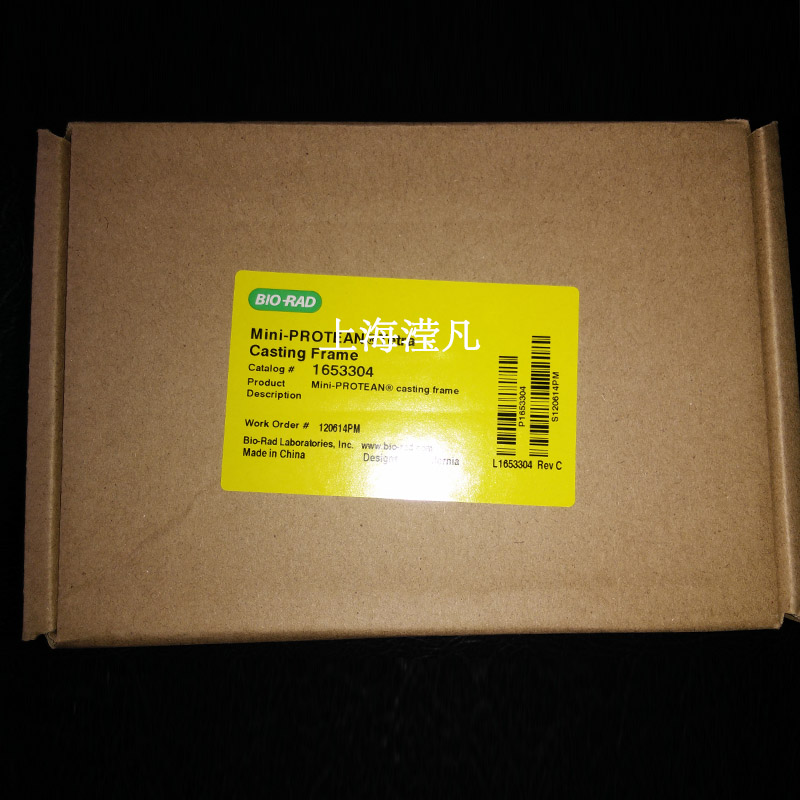 BIO-RAD
Mini-PROTEAN® Tetra
上海滢凡
Casting Frame
Catalog # 1653304
Product Description Mini-PROTEAN® casting frame
Work Order # 120614PM
Bio-Rad Laboratories, Inc.
Made in China
P1653304
S120614PM
L1653304 Rev C